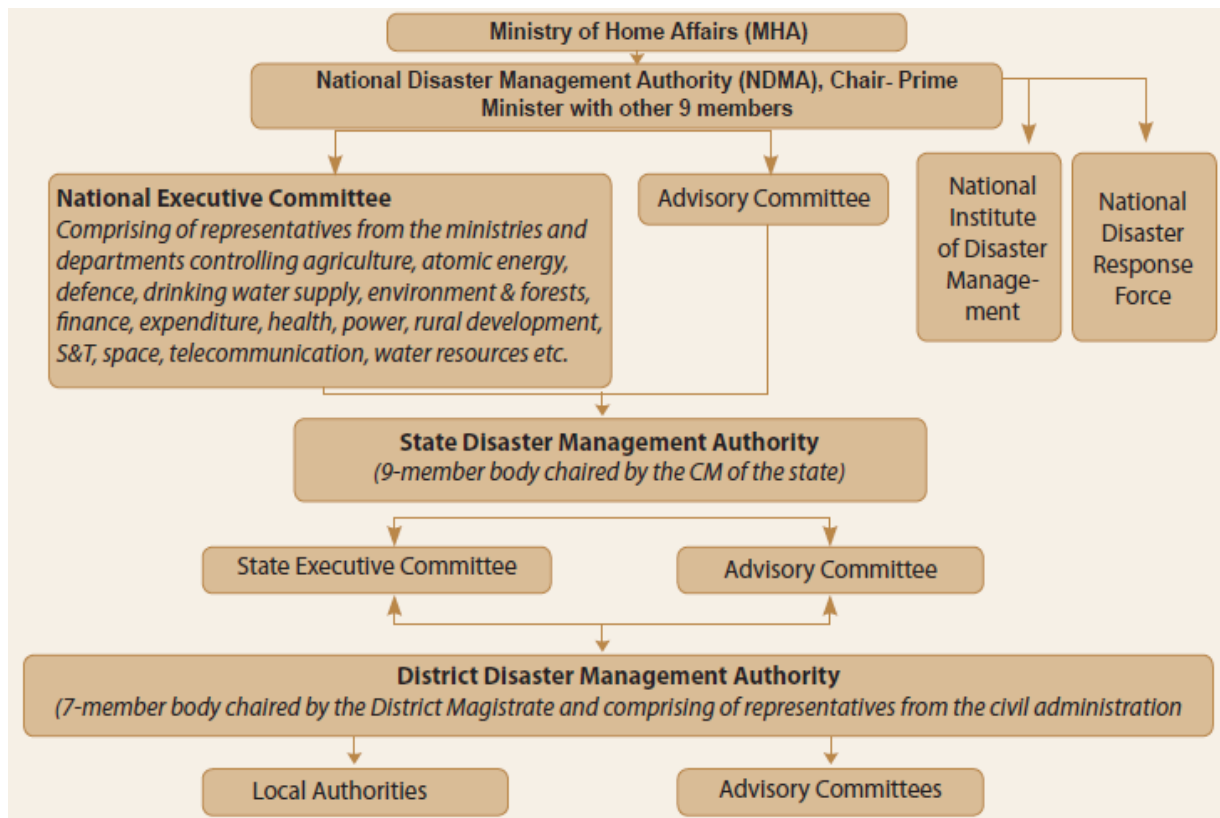 Ministry of Home Affairs (MHA)
National Disaster Management Authority (NDMA), Chair- Prime
Minister with other 9 members
National Executive Committee
Comprising of representatives from the ministries and
departments controlling agriculture, atomic energy,
defence, drinking water supply, environment & forests,
finance, expenditure, health, power, rural development,
S&T, space, telecommunication, water resources etc.
Advisory Committee
National
Institute
of Disaster
Manage-
ment
National
Disaster
Response
Force
State Disaster Management Authority
(9-member body chaired by the CM of the state)
State Executive Committee
Advisory Committee
District Disaster Management Authority
(7-member body chaired by the District Magistrate and comprising of representatives from the civil administration
Local Authorities
Advisory Committees